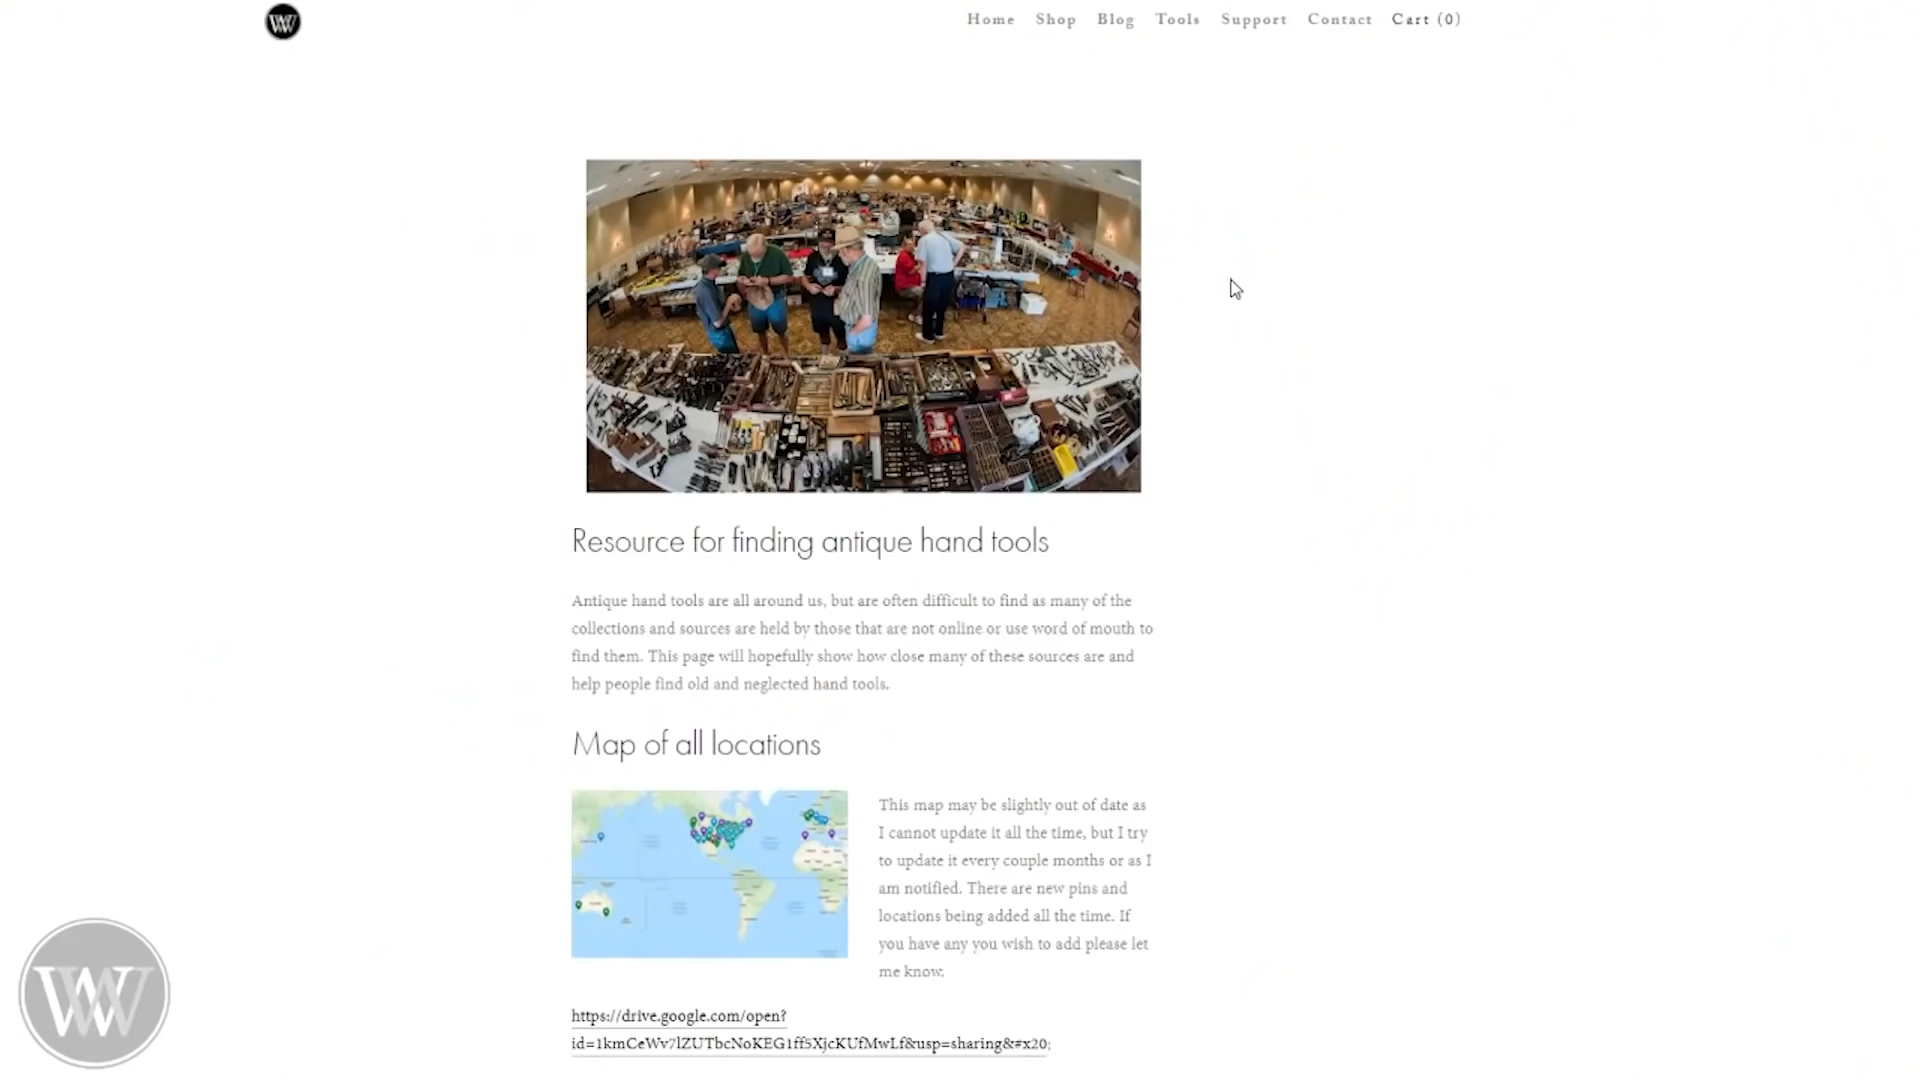 W
Home Shop Blog Tools Support Contact Cart (0)
Resource for finding antique hand tools
Antique hand tools are all around us, but are often difficult to find as many of the
collections and sources are held by those that are not online or use word of mouth to
find them. This page will hopefully show how close many of these sources are and
help people find old and neglected hand tools.
Map of all locations
This map may be slightly out of date as
I cannot update it all the time, but I try
to update it every couple months or as I
am notified. There are new pins and
locations being added all the time. If
you have any you wish to add please let
me know.
https://drive.google.com/open?
id=1kmCeWv7lZUTbcNoKEG1ff5XjcKUfMwLf&usp=sharing&#x20;
W